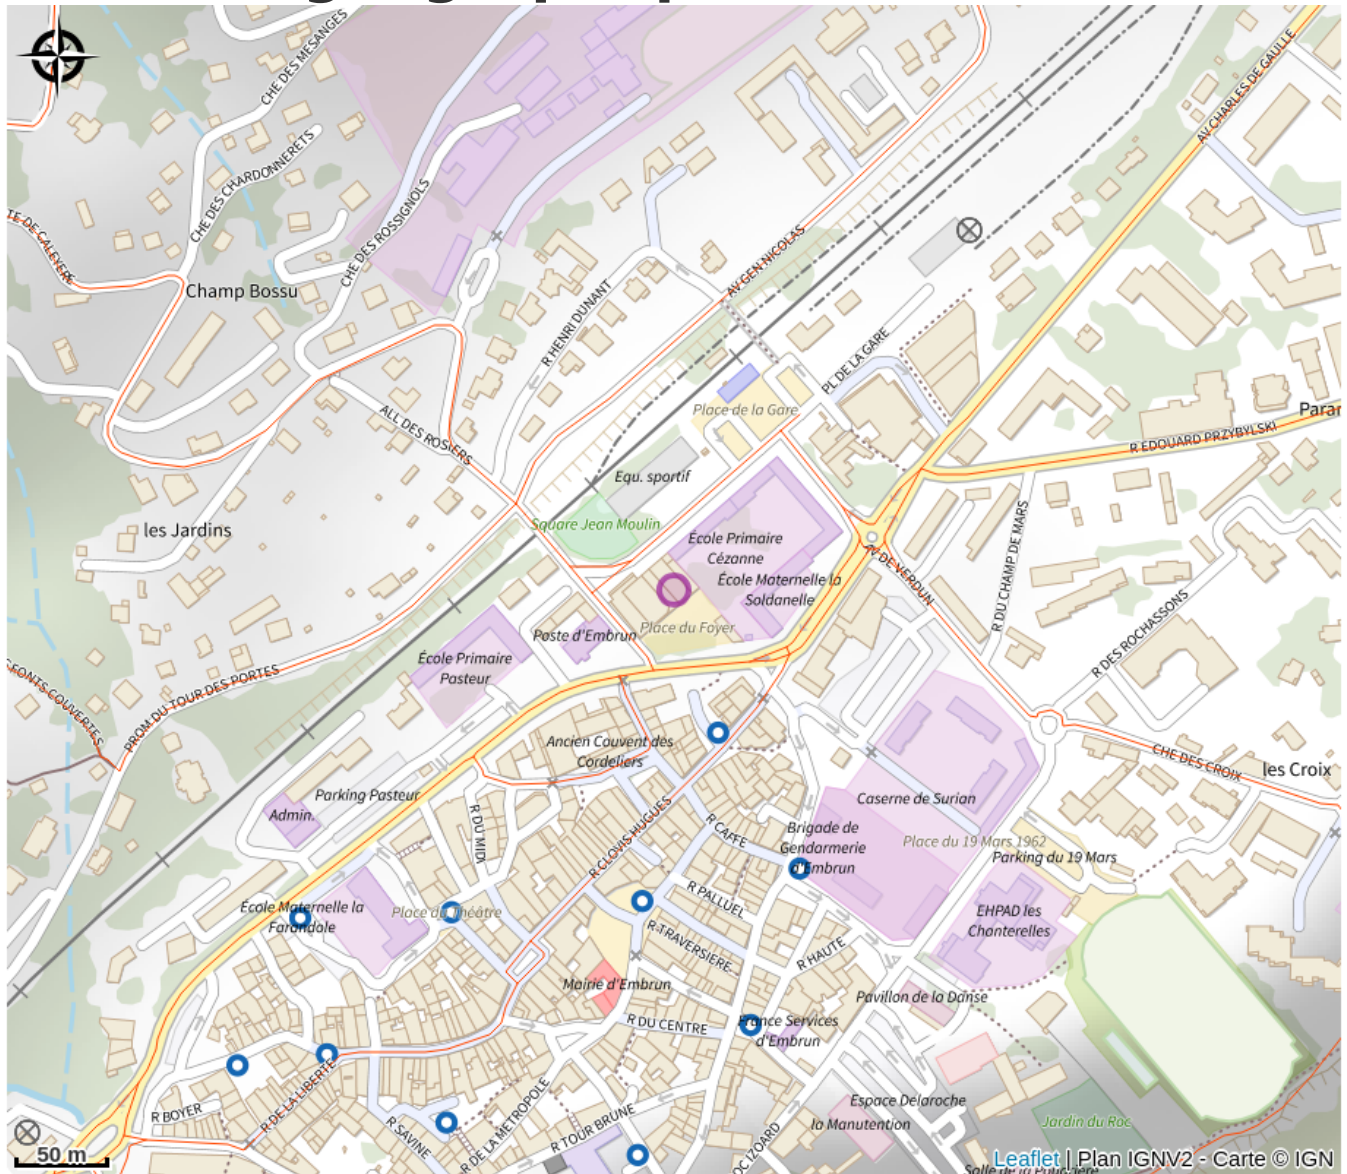 CHE DES MESANGES
AV CHARLES DE GAULLE
CHE DES CHARDONNERETS
CHE DES ROSSIGNOLS
TE DE CALEYERE
AV GEN NICOLAS
Champ Bossu
R HENRI DUNANT
PL DE LA GARE
Place de la Gare
ALL DES ROSIERS
R EDOUARD PRZYBYLSKI
Equ. sportif
les Jardins
Square Jean Moulin
École Primaire
Cézanne
École Maternelle la
Soldanelle
AV DE VERDUN
R DU CHAMP DE MARS
R DES ROCHASSONS
Place du Foyer
Poste d'Embrun
École Primaire
Pasteur
PROM DU TOUR DES PORTES
Ancien Couvent des
Cordeliers
CHE DES CROIX
les Croix
Parking Pasteur
Admin.
R DU MIDI
R CLOVIS HUGUES
R CAFFE
Caserne de Surian
Brigade de
Gendarmerie
d'Embrun
Place du 19 Mars 1962
Parking du 19 Mars
R PALLUEL
École Maternelle la
Farandole
Place du Théâtre
EHPAD les
Chanterelles
R TRAVERSIERE
R HAUTE
Mairie d'Embrun
Pavillon de la Danse
R DU CENTRE
France Services
d'Embrun
R DE LA LIBERTE
R BOYER
R SAVINE
R DE LA METROPOLE
R TOUR BRUNE
OC IZOARD
Espace Delaroche
la Manutention
Jardin du Roc
50 m
Leaflet | Plan IGNV2 - Carte © IGN